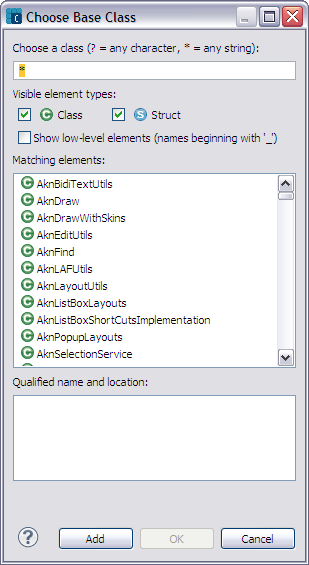 Choose Base Class
Choose a class (? = any character, * = any string):
*
Visible element types:
C Class S Struct
Show low-level elements (names beginning with '_')
Matching elements:
C AknBidiTextUtils
C AknDraw
C AknDrawWithSkins
C AknEditUtils
C AknFind
C AknLAFUtils
C AknLayoutUtils
C AknListBoxLayouts
C AknListBoxShortCutsImplementation
C AknPopupLayouts
C AknSelectionService
Qualified name and location:
? Add OK Cancel